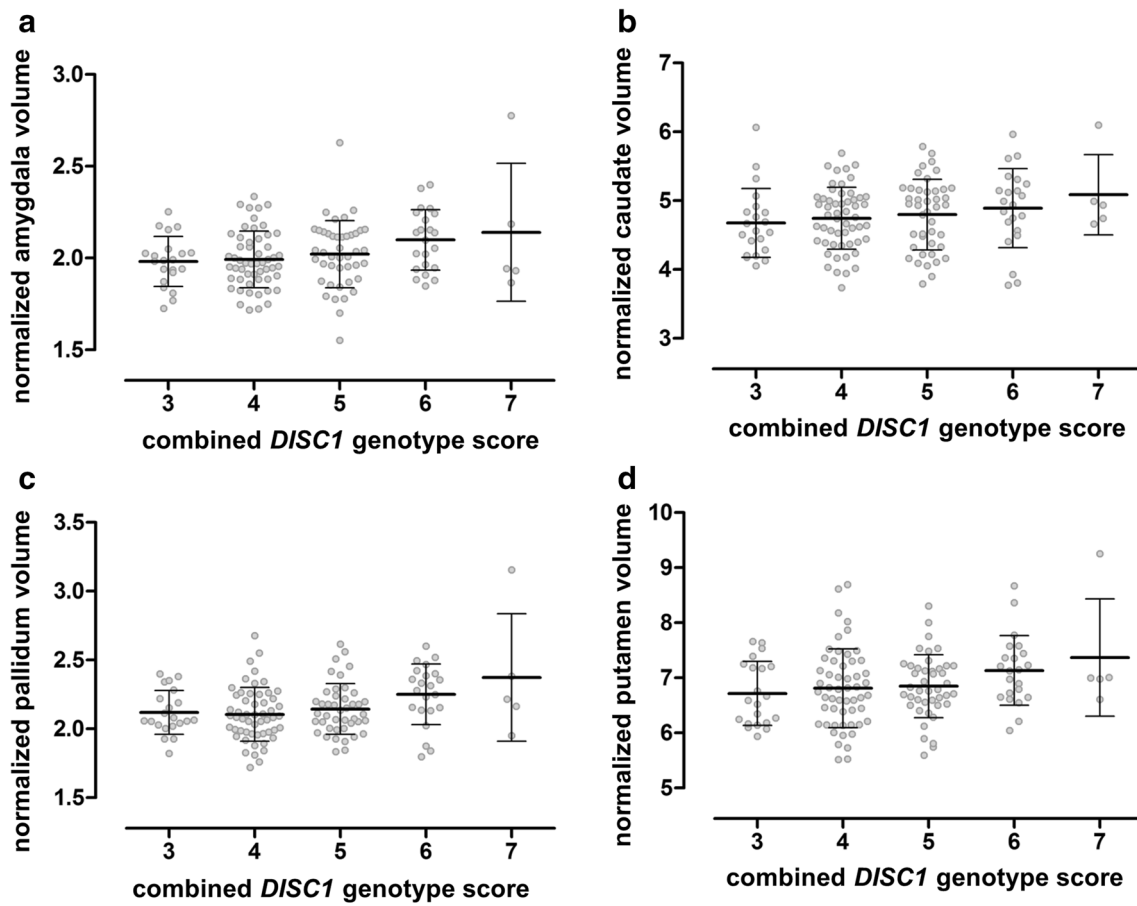 a
normalized amygdala volume
3.0
2.5
2.0
1.5
3 4 5 6 7
combined DISC1 genotype score
b
normalized caudate volume
7
6
5
4
3
3 4 5 6 7
combined DISC1 genotype score
c
normalized pallidum volume
3.5
3.0
2.5
2.0
1.5
3 4 5 6 7
combined DISC1 genotype score
d
normalized putamen volume
10
9
8
7
6
5
3 4 5 6 7
combined DISC1 genotype score